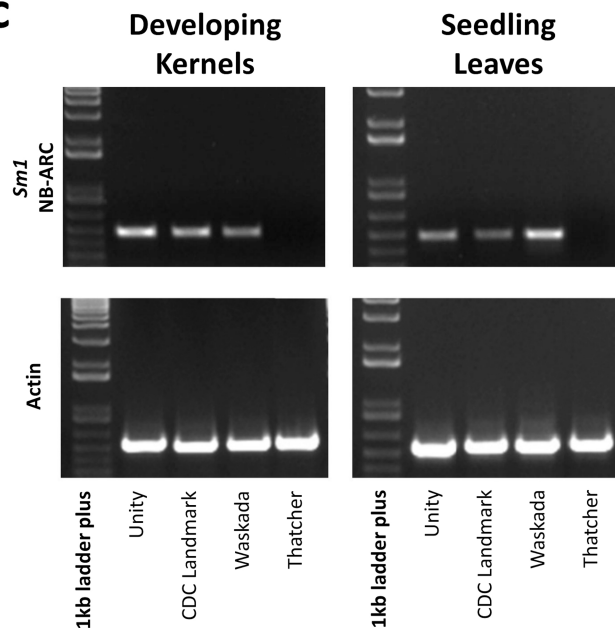 C
Developing
Kernels
Seedling
Leaves
Sm1
NB-ARC
Actin
1kb ladder plus
Unity
CDC Landmark
Waskada
Thatcher
1kb ladder plus
Unity
CDC Landmark
Waskada
Thatcher